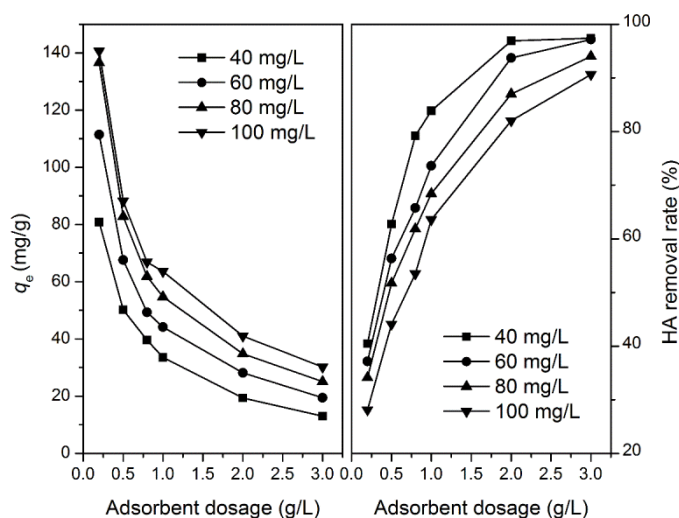 140
120
100
80
60
40
20
0
q_e (mg/g)
40 mg/L
60 mg/L
80 mg/L
100 mg/L
0.0 0.5 1.0 1.5 2.0 2.5 3.0
Adsorbent dosage (g/L)
40 mg/L
60 mg/L
80 mg/L
100 mg/L
0.0 0.5 1.0 1.5 2.0 2.5 3.0
Adsorbent dosage (g/L)
100
80
60
40
20
HA removal rate (%)